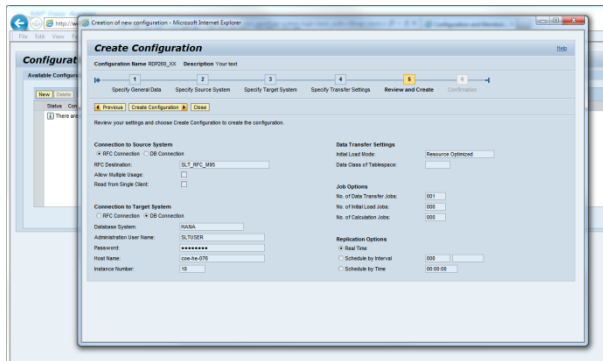 Creation of new configuration - Microsoft Internet Explorer
http://w
File Edit View
Create Configuration
Help
Configuration Name RDP280_XX Description Your text
1 2 3 4 5 6
Specify General Data Specify Source System Specify Target System Specify Transfer Settings Review and Create Confirmation
Previous Create Configuration Close
Review your settings and choose Create Configuration to create the configuration.
Connection to Source System
RFC Connection DB Connection
RFC Destination: SLT_RFC_M95
Allow Multiple Usage:
Read from Single Client:
Connection to Target System
RFC Connection DB Connection
Database System: HANA
Administration User Name: SLTUSER
Password: ••••••••
Host Name: coe-he-076
Instance Number: 10
Data Transfer Settings
Initial Load Mode: Resource Optimized
Data Class of Tablespace:
Job Options
No. of Data Transfer Jobs: 001
No. of Initial Load Jobs: 000
No. of Calculation Jobs: 000
Replication Options
Real Time
Schedule by Interval 000
Schedule by Time 00:00:00
Configurat
Available Configura
New Delete
Status Con
There are